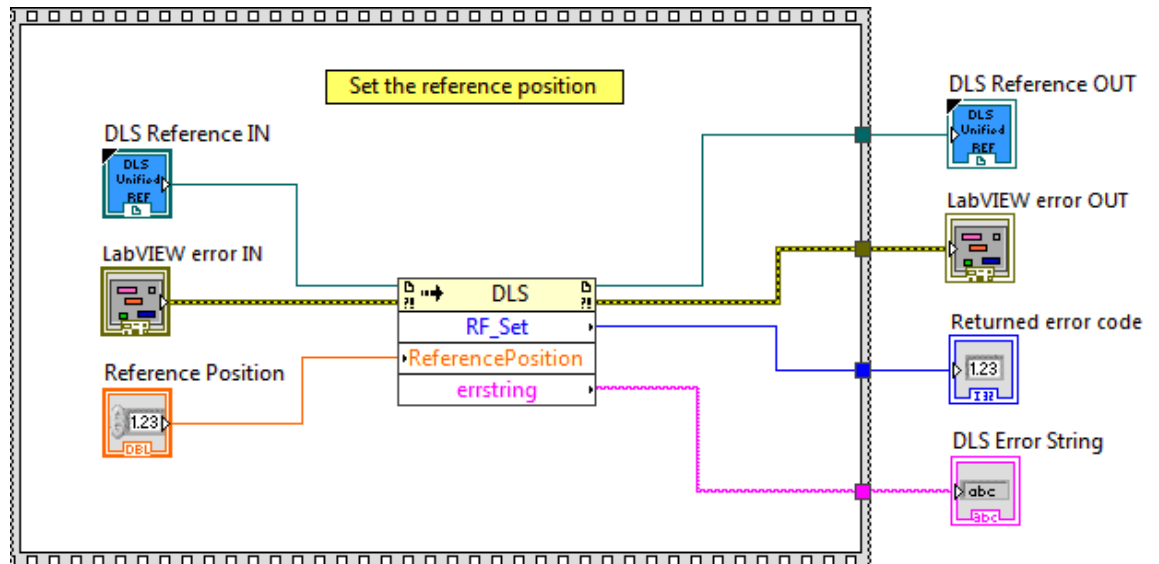 Set the reference position
DLS Reference IN
DLS
Unified
REF
LabVIEW error IN
Reference Position
1.23
DBL
?! DLS ?!
RF_Set
ReferencePosition
errstring
DLS Reference OUT
DLS
Unified
REF
LabVIEW error OUT
Returned error code
1.23
I32
DLS Error String
abc
abc